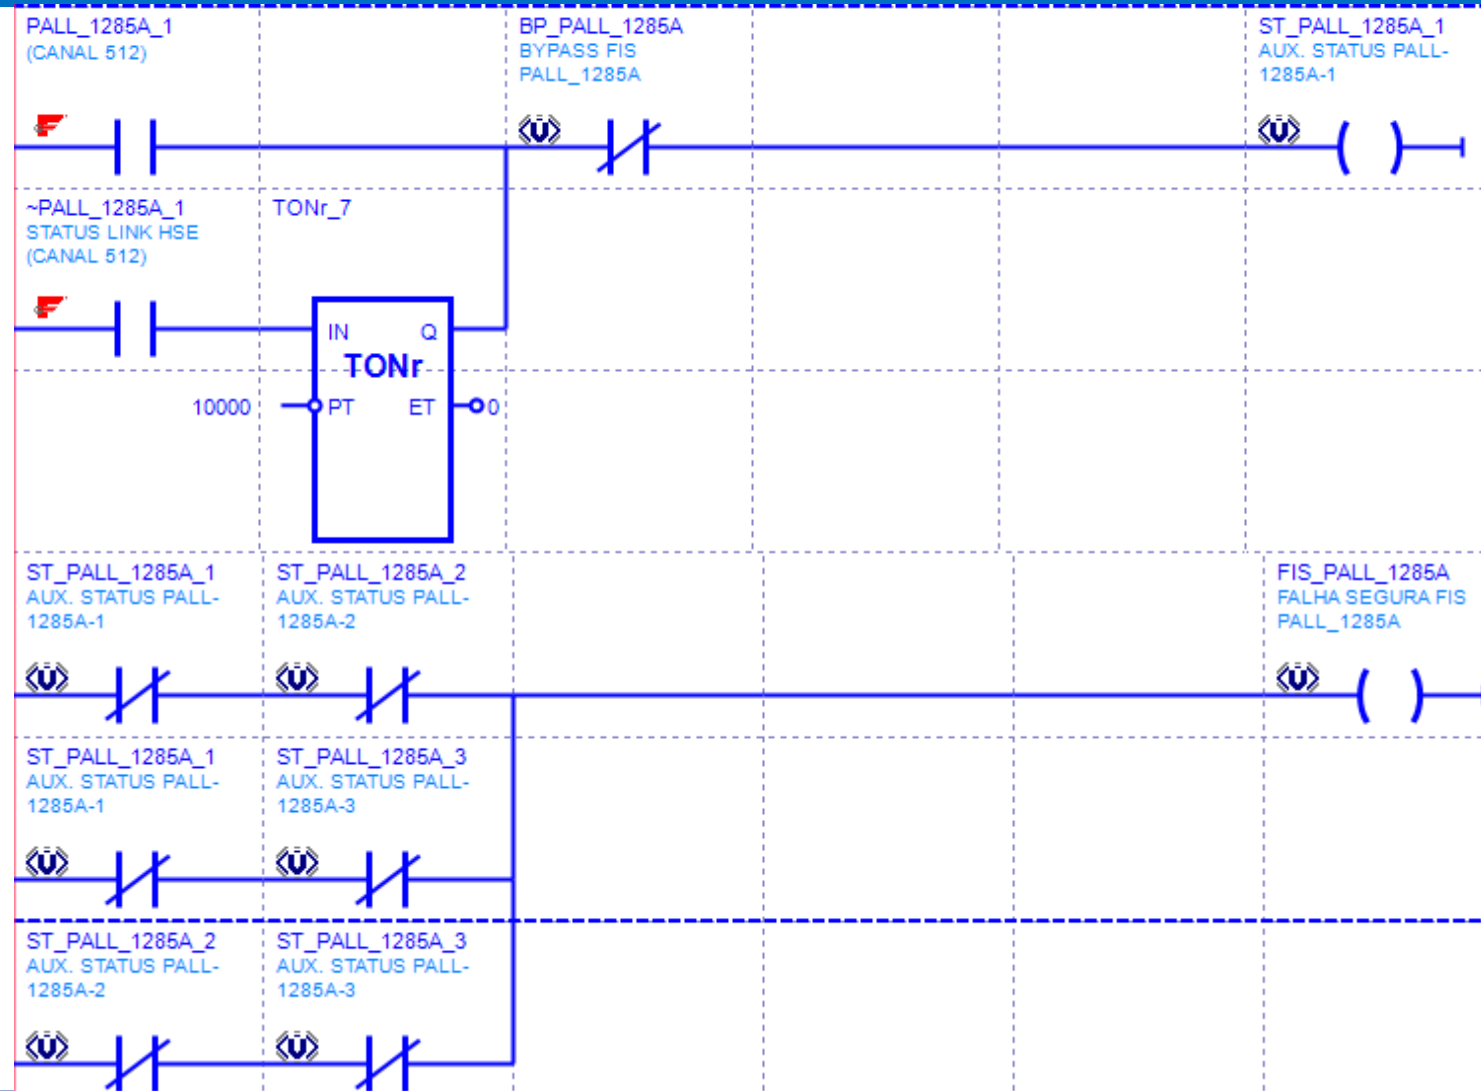 PALL_1285A_1
(CANAL 512)
BP_PALL_1285A
BYPASS FIS
PALL_1285A
ST_PALL_1285A_1
AUX. STATUS PALL-
1285A-1
F
U
U
~PALL_1285A_1
STATUS LINK HSE
(CANAL 512)
TONr_7
F
IN Q
TONr
10000 PT ET 0
ST_PALL_1285A_1
AUX. STATUS PALL-
1285A-1
ST_PALL_1285A_2
AUX. STATUS PALL-
1285A-2
FIS_PALL_1285A
FALHA SEGURA FIS
PALL_1285A
U
U
U
ST_PALL_1285A_1
AUX. STATUS PALL-
1285A-1
ST_PALL_1285A_3
AUX. STATUS PALL-
1285A-3
U
U
ST_PALL_1285A_2
AUX. STATUS PALL-
1285A-2
ST_PALL_1285A_3
AUX. STATUS PALL-
1285A-3
U
U